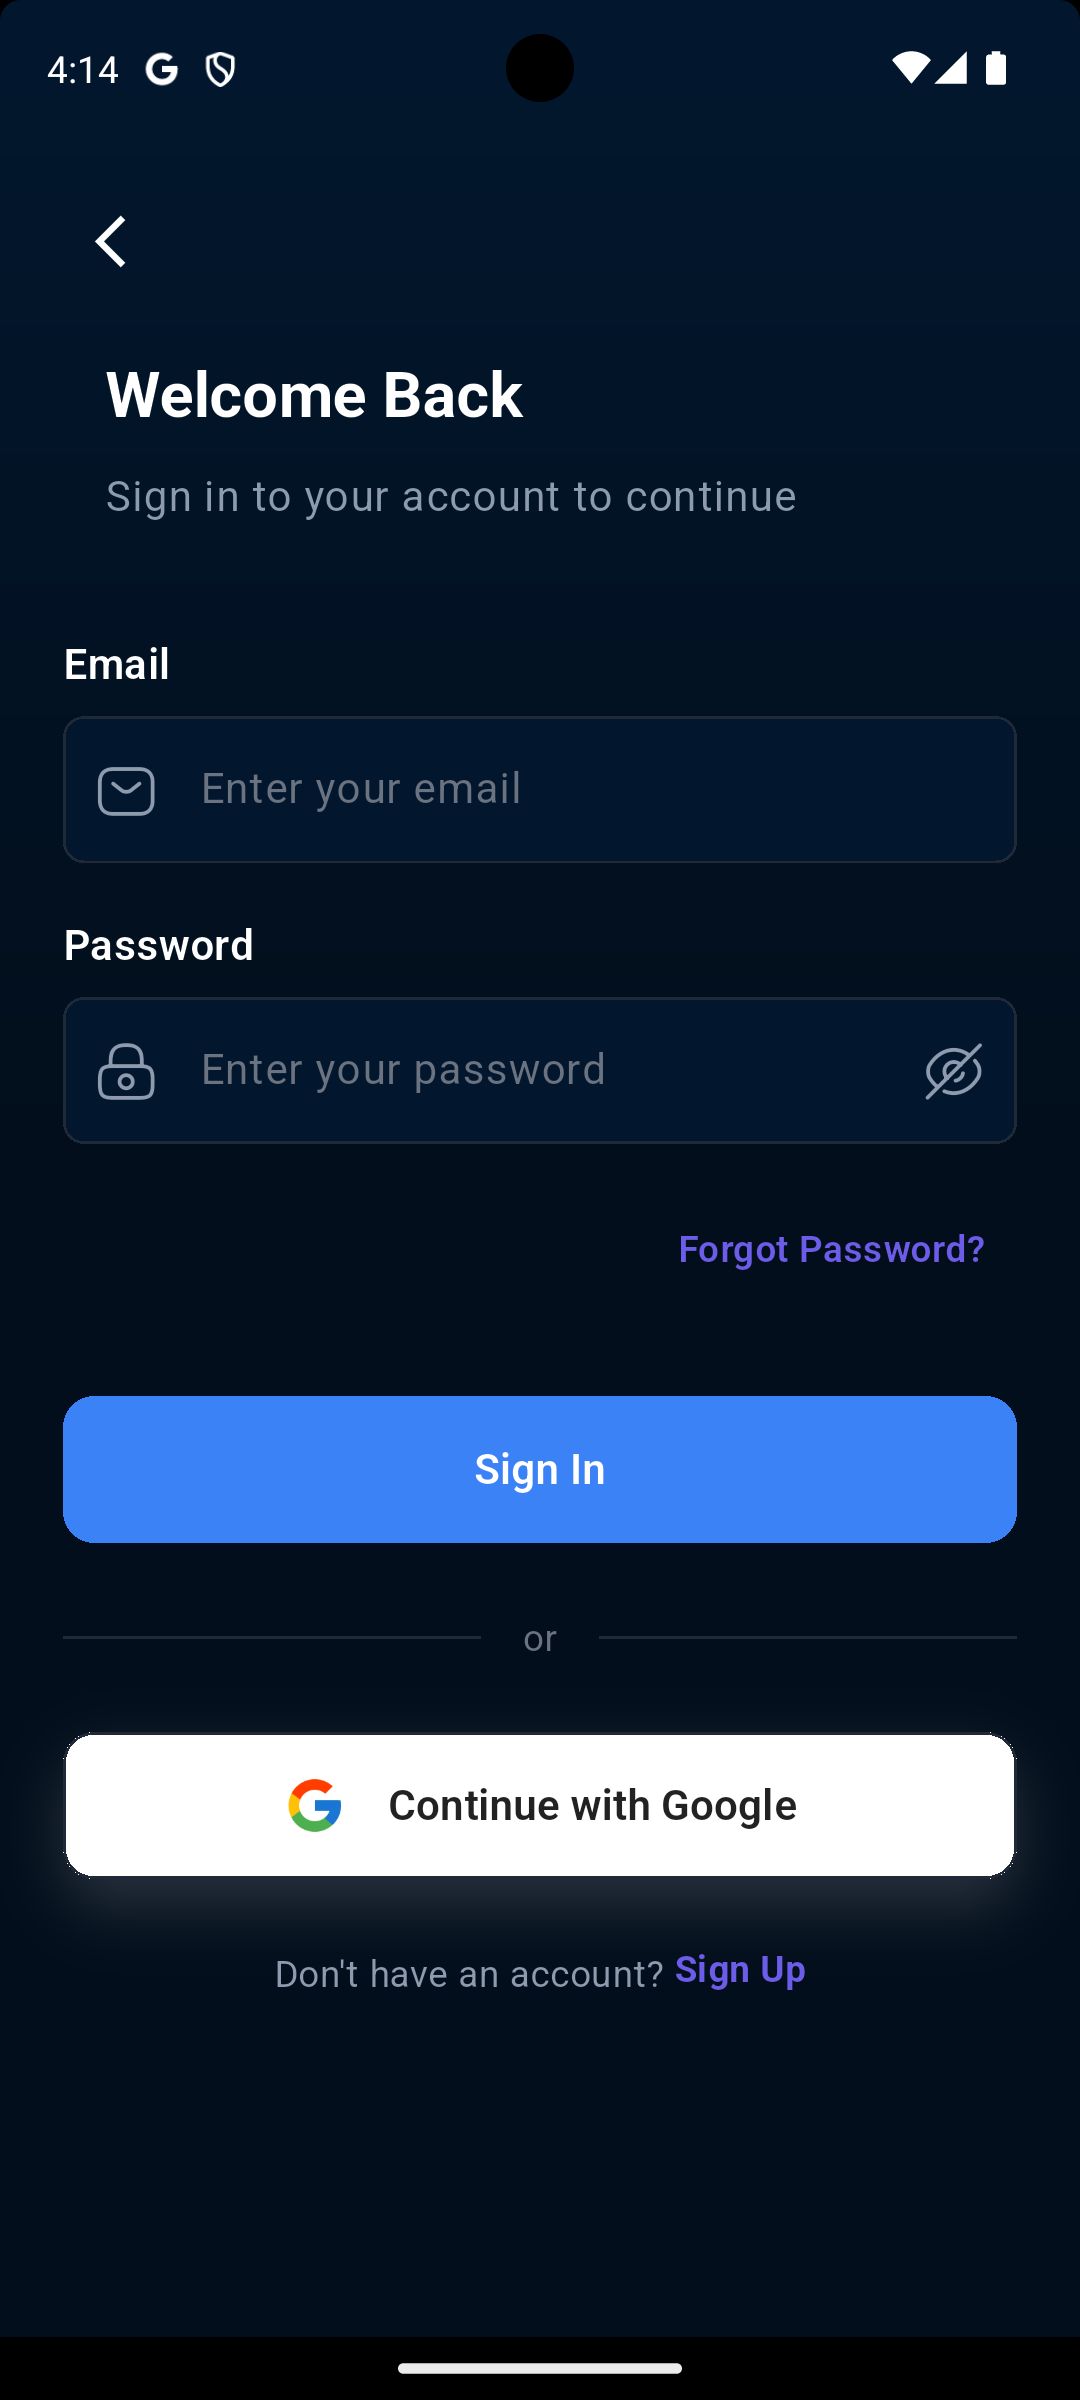 4:14
Welcome Back
Sign in to your account to continue
Email
Enter your email
Password
Enter your password
Forgot Password?
Sign In
or
Continue with Google
Don't have an account? Sign Up